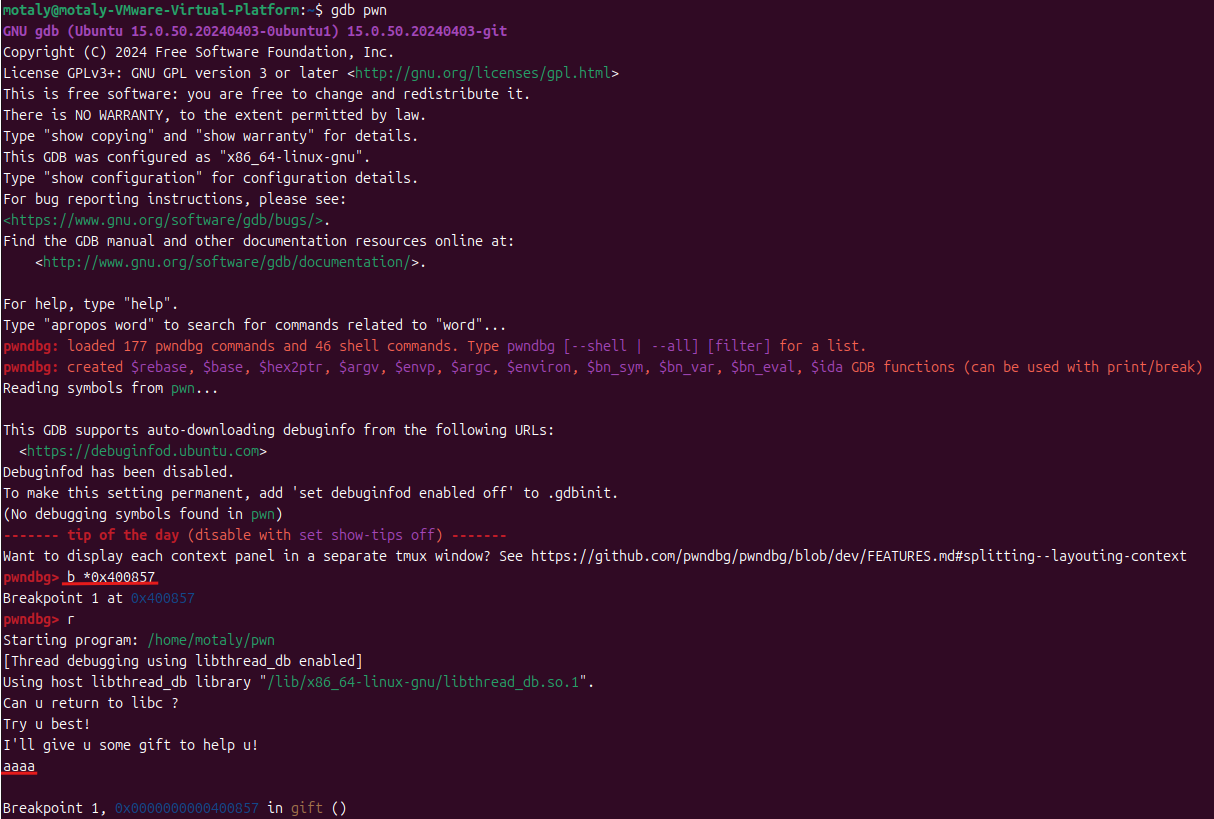 motaly@motaly-VMware-Virtual-Platform:~$ gdb pwn
GNU gdb (Ubuntu 15.0.50.20240403-0ubuntu1) 15.0.50.20240403-git
Copyright (C) 2024 Free Software Foundation, Inc.
License GPLv3+: GNU GPL version 3 or later <http://gnu.org/licenses/gpl.html>
This is free software: you are free to change and redistribute it.
There is NO WARRANTY, to the extent permitted by law.
Type "show copying" and "show warranty" for details.
This GDB was configured as "x86_64-linux-gnu".
Type "show configuration" for configuration details.
For bug reporting instructions, please see:
<https://www.gnu.org/software/gdb/bugs/>.
Find the GDB manual and other documentation resources online at:
    <http://www.gnu.org/software/gdb/documentation/>.

For help, type "help".
Type "apropos word" to search for commands related to "word"...
pwndbg: loaded 177 pwndbg commands and 46 shell commands. Type pwndbg [--shell | --all] [filter] for a list.
pwndbg: created $rebase, $base, $hex2ptr, $argv, $envp, $argc, $environ, $bn_sym, $bn_var, $bn_eval, $ida GDB functions (can be used with print/break)
Reading symbols from pwn...

This GDB supports auto-downloading debuginfo from the following URLs:
  <https://debuginfod.ubuntu.com>
Debuginfod has been disabled.
To make this setting permanent, add 'set debuginfod enabled off' to .gdbinit.
(No debugging symbols found in pwn)
------- tip of the day (disable with set show-tips off) -------
Want to display each context panel in a separate tmux window? See https://github.com/pwndbg/pwndbg/blob/dev/FEATURES.md#splitting--layouting-context
pwndbg> b *0x400857
Breakpoint 1 at 0x400857
pwndbg> r
Starting program: /home/motaly/pwn
[Thread debugging using libthread_db enabled]
Using host libthread_db library "/lib/x86_64-linux-gnu/libthread_db.so.1".
Can u return to libc ?
Try u best!
I'll give u some gift to help u!
aaaa

Breakpoint 1, 0x0000000000400857 in gift ()